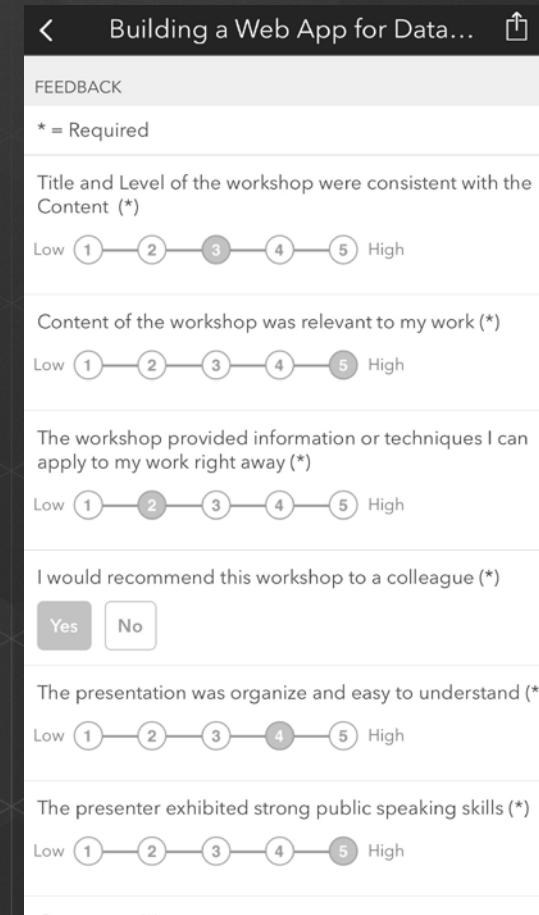 Building a Web App for Data...
FEEDBACK
* = Required
Title and Level of the workshop were consistent with the
Content (*)
Low 1 2 3 4 5 High
Content of the workshop was relevant to my work (*)
Low 1 2 3 4 5 High
The workshop provided information or techniques I can
apply to my work right away (*)
Low 1 2 3 4 5 High
I would recommend this workshop to a colleague (*)
Yes No
The presentation was organize and easy to understand (*
Low 1 2 3 4 5 High
The presenter exhibited strong public speaking skills (*)
Low 1 2 3 4 5 High